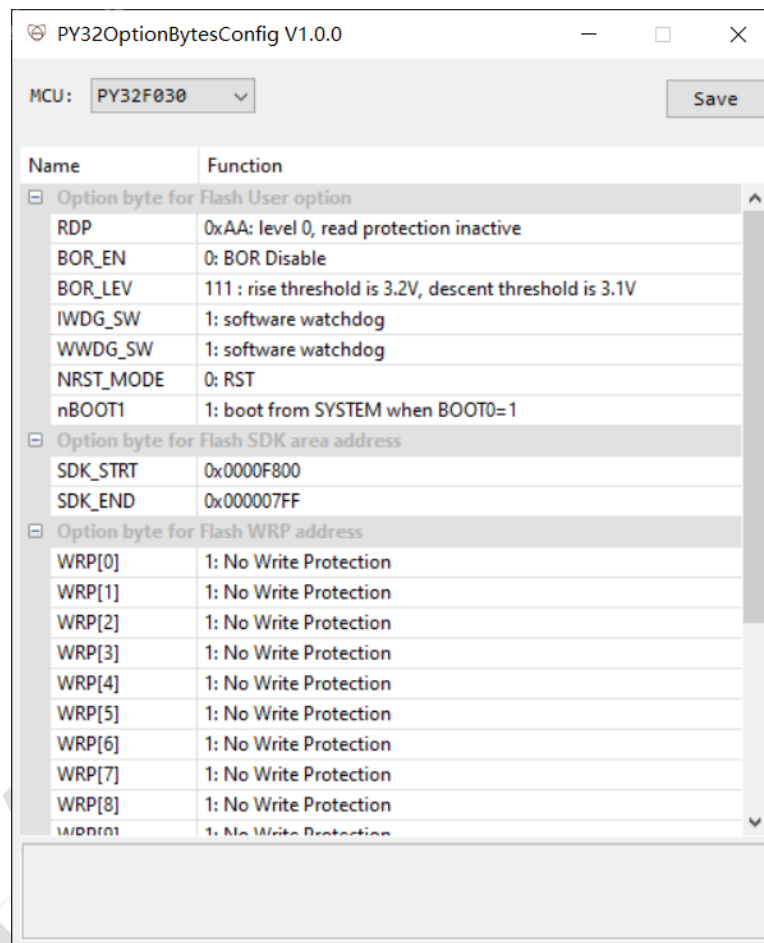 PY32OptionBytesConfig V1.0.0
MCU: PY32F030 Save
Name Function
Option byte for Flash User option
RDP 0xAA: level 0, read protection inactive
BOR_EN 0: BOR Disable
BOR_LEV 111 : rise threshold is 3.2V, descent threshold is 3.1V
IWDG_SW 1: software watchdog
WWDG_SW 1: software watchdog
NRST_MODE 0: RST
nBOOT1 1: boot from SYSTEM when BOOT0=1
Option byte for Flash SDK area address
SDK_STRT 0x0000F800
SDK_END 0x000007FF
Option byte for Flash WRP address
WRP[0] 1: No Write Protection
WRP[1] 1: No Write Protection
WRP[2] 1: No Write Protection
WRP[3] 1: No Write Protection
WRP[4] 1: No Write Protection
WRP[5] 1: No Write Protection
WRP[6] 1: No Write Protection
WRP[7] 1: No Write Protection
WRP[8] 1: No Write Protection
WRP[9] 1: No Write Protection